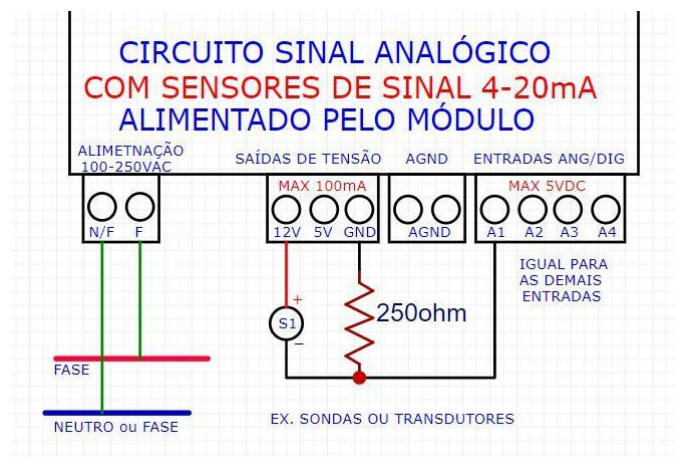 CIRCUITO SINAL ANALÓGICO
COM SENSORES DE SINAL 4-20mA
ALIMENTADO PELO MÓDULO
ALIMETNAÇÃO
100-250VAC
SAÍDAS DE TENSÃO
AGND
ENTRADAS ANG/DIG
MAX 100mA
MAX 5VDC
N/F F
12V 5V GND
AGND
A1 A2 A3 A4
IGUAL PARA
AS DEMAIS
ENTRADAS
+
S1
−
250ohm
FASE
NEUTRO ou FASE
EX. SONDAS OU TRANSDUTORES